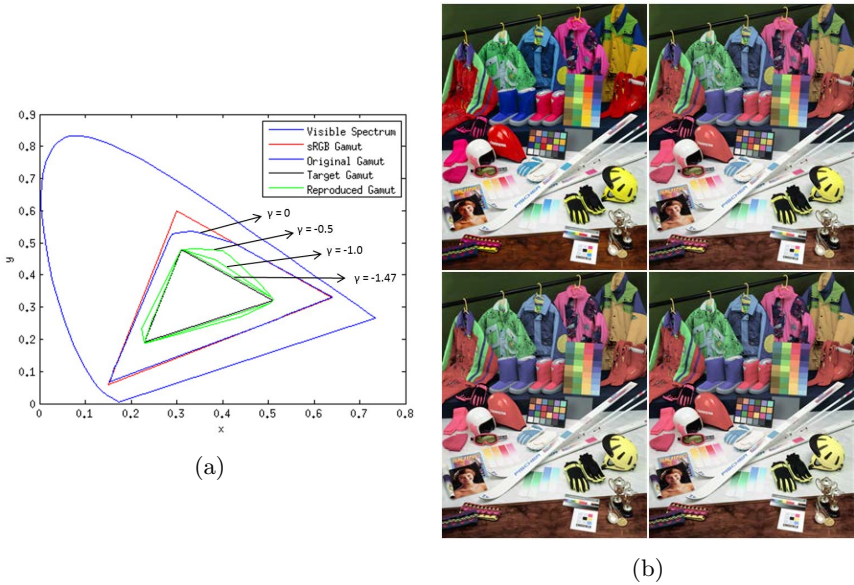 0.9
0.8
0.7
0.6
0.5
0.4
0.3
0.2
0.1
0
y
0 0.1 0.2 0.3 0.4 0.5 0.6 0.7 0.8
x
Visible Spectrum
sRGB Gamut
Original Gamut
Target Gamut
Reproduced Gamut
γ = 0
γ = -0.5
γ = -1.0
γ = -1.47
(a)
(b)